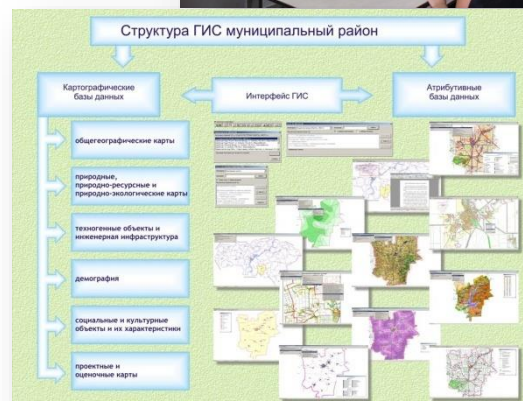 Структура ГИС муниципальный район
Картографические
базы данных
Интерфейс ГИС
Атрибутивные
базы данных
общегеографические карты
природные,
природно-ресурсные и
природно-экологические карты
техногенные объекты и
инженерная инфраструктура
демография
социальные и культурные
объекты и их характеристики
проектные и
оценочные карты